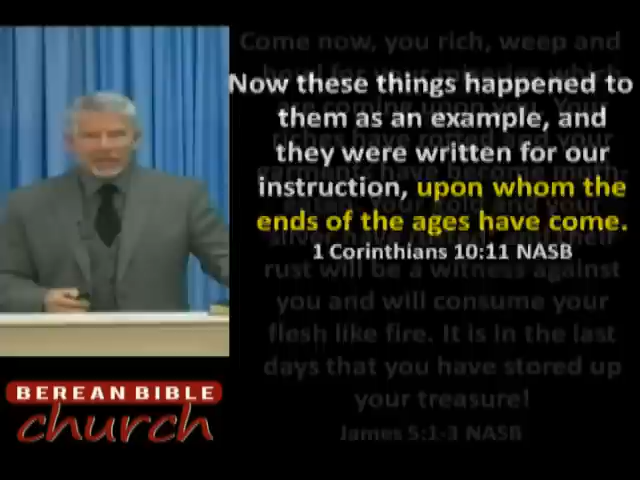 Come now, you rich, weep and
Now these things happened to
them as an example, and
they were written for our
instruction, upon whom the
ends of the ages have come.
1 Corinthians 10:11 NASB
rust will be a witness against
you and will consume your
flesh like fire. It is in the last
days that you have stored up
your treasure!
James 5:1-3 NASB
BEREAN BIBLE
church